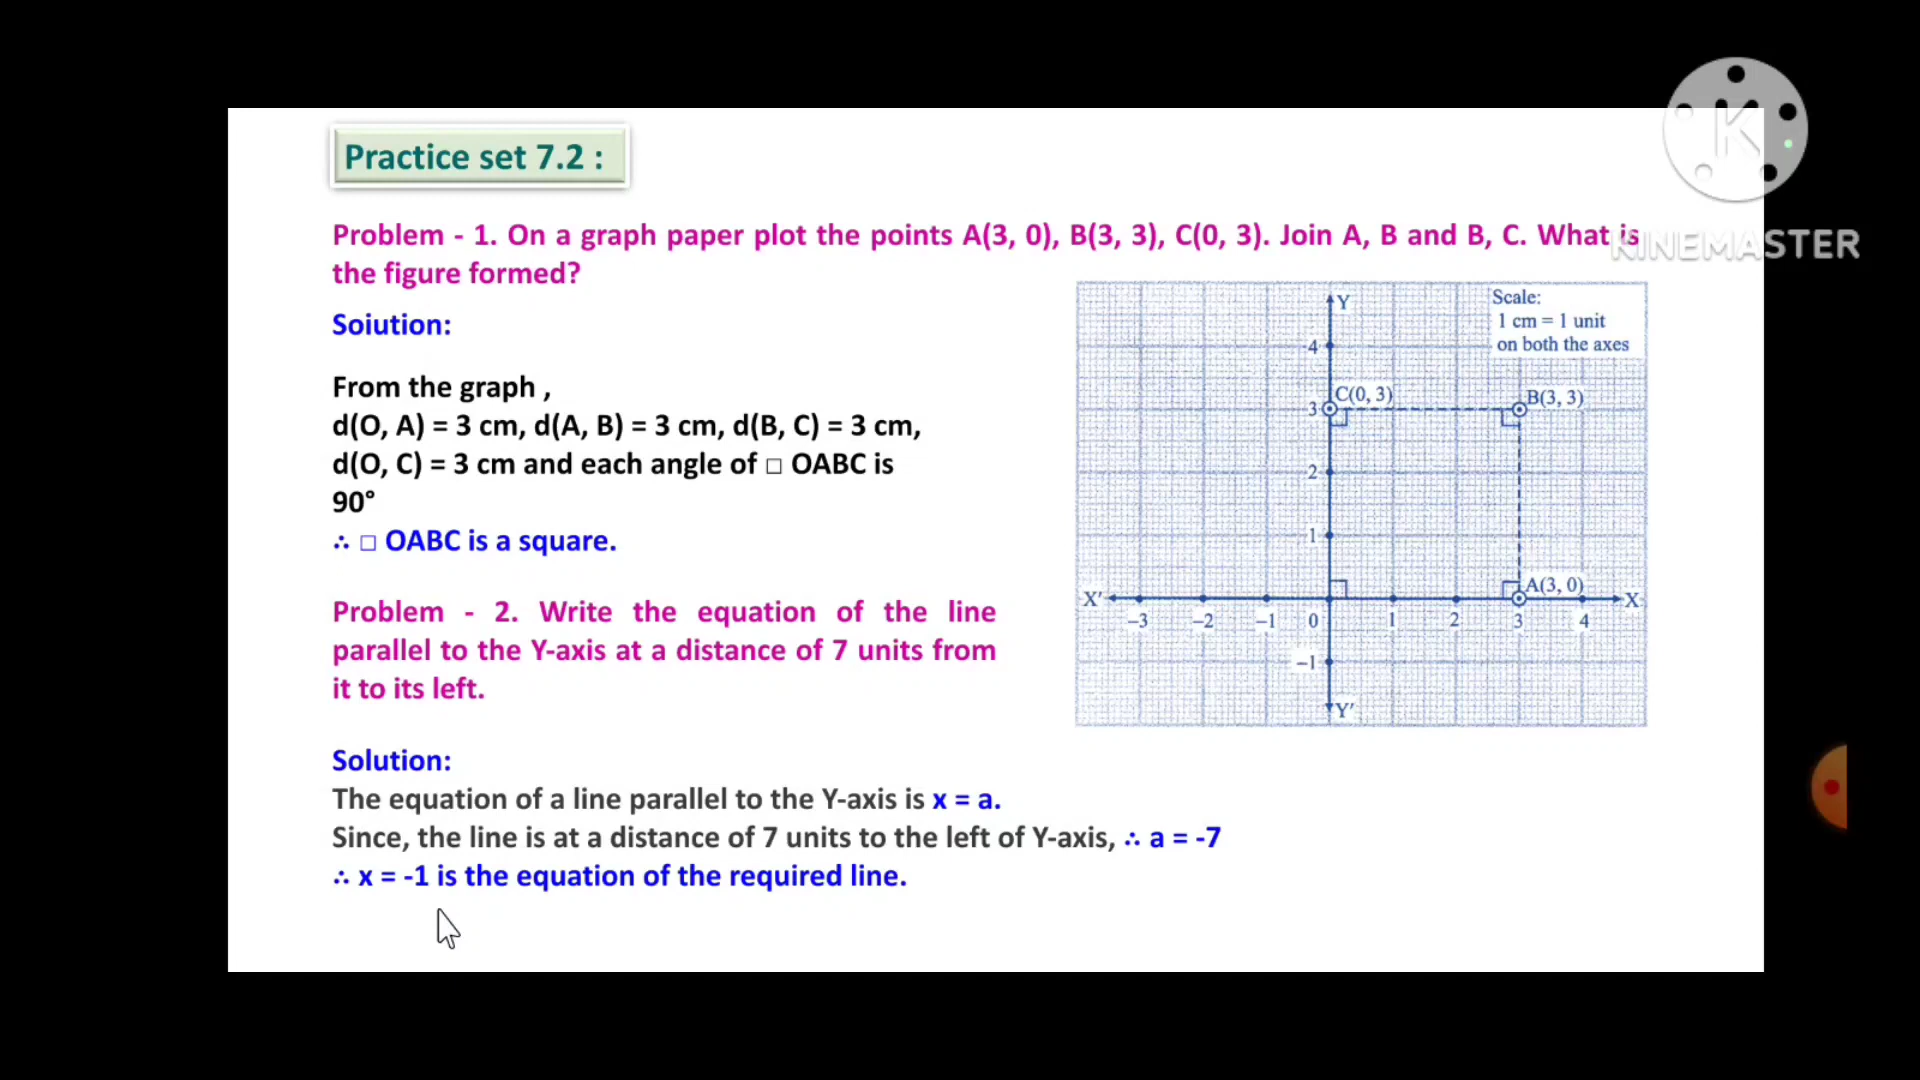 Practice set 7.2 :
Problem - 1. On a graph paper plot the points A(3, 0), B(3, 3), C(0, 3). Join A, B and B, C. What is
the figure formed?
K
KINEMASTER
Soiution:
From the graph ,
d(O, A) = 3 cm, d(A, B) = 3 cm, d(B, C) = 3 cm,
d(O, C) = 3 cm and each angle of □ OABC is
90°
∴ □ OABC is a square.
Problem - 2. Write the equation of the line
parallel to the Y-axis at a distance of 7 units from
it to its left.
Scale:
1 cm = 1 unit
on both the axes
Y
4
C(0, 3)
B(3, 3)
3
2
1
A(3, 0)
X'
X
-3 -2 -1 0 1 2 3 4
-1
Y'
Solution:
The equation of a line parallel to the Y-axis is x = a.
Since, the line is at a distance of 7 units to the left of Y-axis, ∴ a = -7
∴ x = -1 is the equation of the required line.